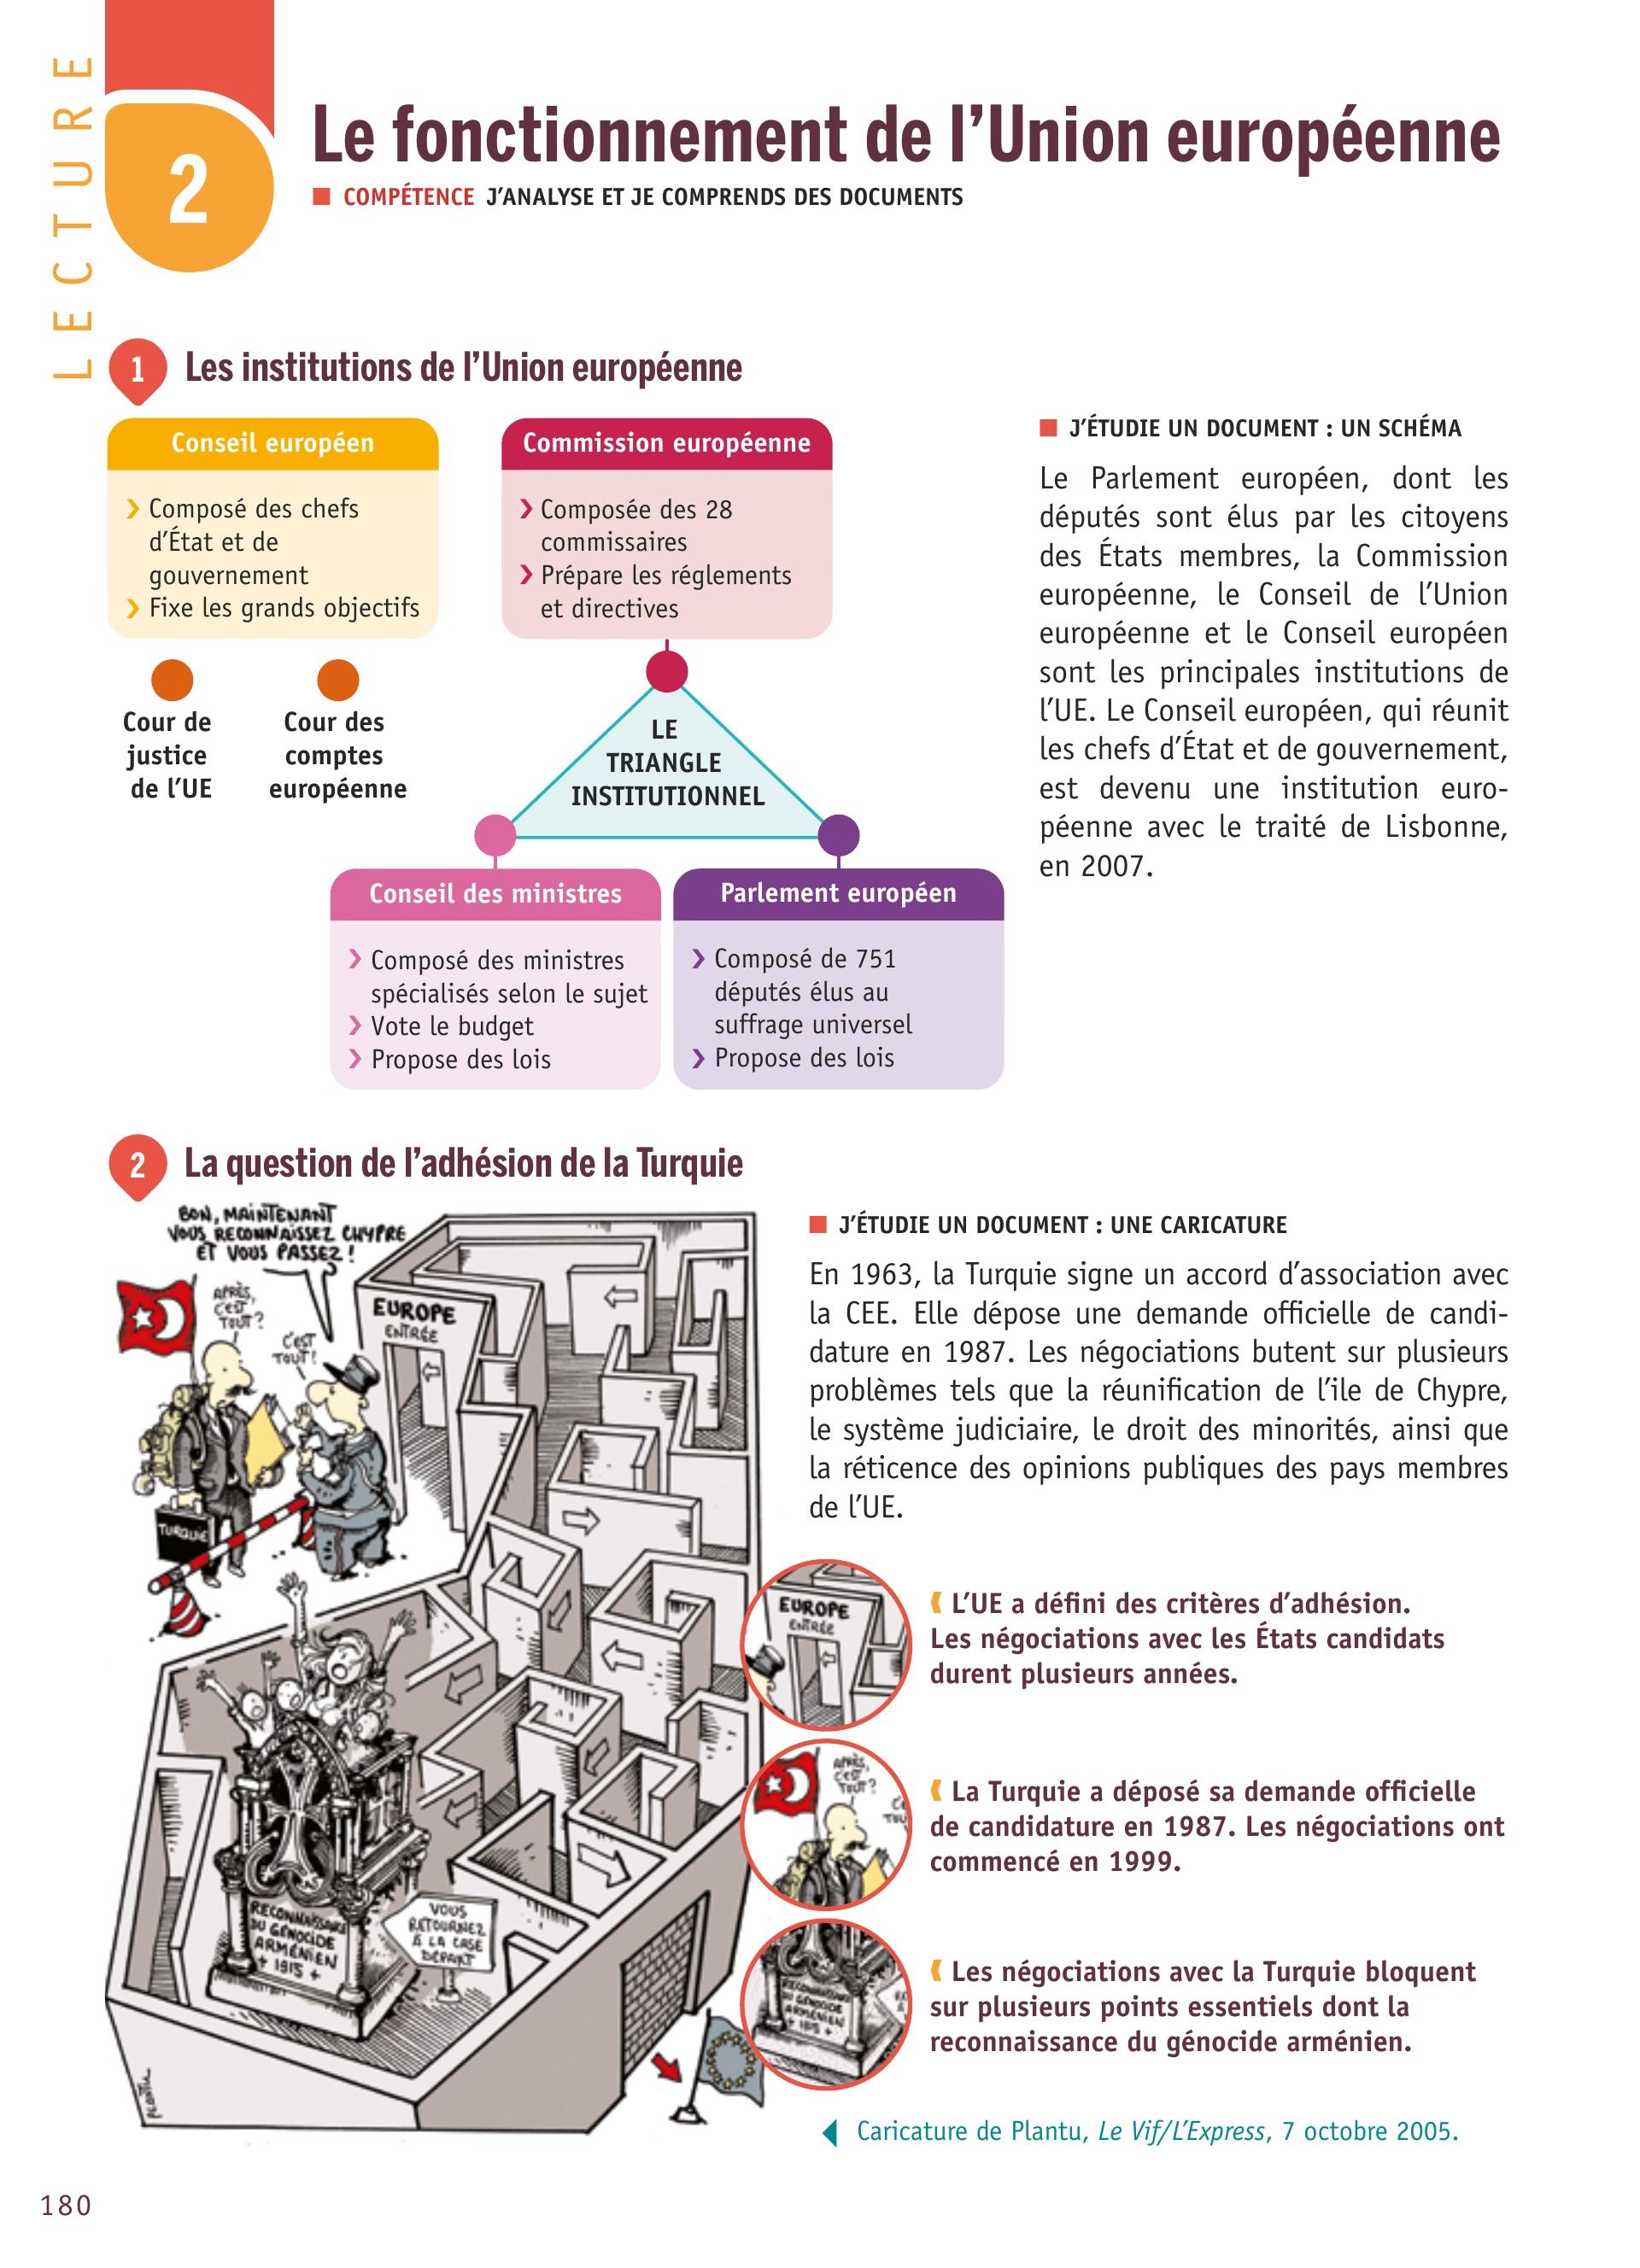 LECTURE
2
Le fonctionnement de l’Union européenne
COMPÉTENCE J’ANALYSE ET JE COMPRENDS DES DOCUMENTS
1
Les institutions de l’Union européenne
Conseil européen
Composé des chefs
d’État et de
gouvernement
Fixe les grands objectifs
Commission européenne
Composée des 28
commissaires
Prépare les réglements
et directives
Cour de
justice
de l’UE
Cour des
comptes
européenne
LE
TRIANGLE
INSTITUTIONNEL
Conseil des ministres
Composé des ministres
spécialisés selon le sujet
Vote le budget
Propose des lois
Parlement européen
Composé de 751
députés élus au
suffrage universel
Propose des lois
J’ÉTUDIE UN DOCUMENT : UN SCHÉMA
Le Parlement européen, dont les
députés sont élus par les citoyens
des États membres, la Commission
européenne, le Conseil de l’Union
européenne et le Conseil européen
sont les principales institutions de
l’UE. Le Conseil européen, qui réunit
les chefs d’État et de gouvernement,
est devenu une institution euro-
péenne avec le traité de Lisbonne,
en 2007.
2
La question de l’adhésion de la Turquie
BON, MAINTENANT
VOUS RECONNAISSEZ CHYPRE
ET VOUS PASSEZ !
APRÈS,
C'EST
TOUT ?
C'EST
TOUT !
EUROPE
ENTRÉE
TURQUIE
RECONNAISSANCE
DU GÉNOCIDE
ARMÉNIEN
+ 1915 +
VOUS
RETOURNEZ
À LA CASE
DÉPART
PLANTU
J’ÉTUDIE UN DOCUMENT : UNE CARICATURE
En 1963, la Turquie signe un accord d’association avec
la CEE. Elle dépose une demande officielle de candi-
dature en 1987. Les négociations butent sur plusieurs
problèmes tels que la réunification de l’ile de Chypre,
le système judiciaire, le droit des minorités, ainsi que
la réticence des opinions publiques des pays membres
de l’UE.
EUROPE
ENTRÉE
L’UE a défini des critères d’adhésion.
Les négociations avec les États candidats
durent plusieurs années.
APRÈS,
C'EST
TOUT ?
La Turquie a déposé sa demande officielle
de candidature en 1987. Les négociations ont
commencé en 1999.
RECONNAISSANCE
DU GÉNOCIDE
ARMÉNIEN
+ 1915 +
Les négociations avec la Turquie bloquent
sur plusieurs points essentiels dont la
reconnaissance du génocide arménien.
Caricature de Plantu, Le Vif/L’Express, 7 octobre 2005.
180